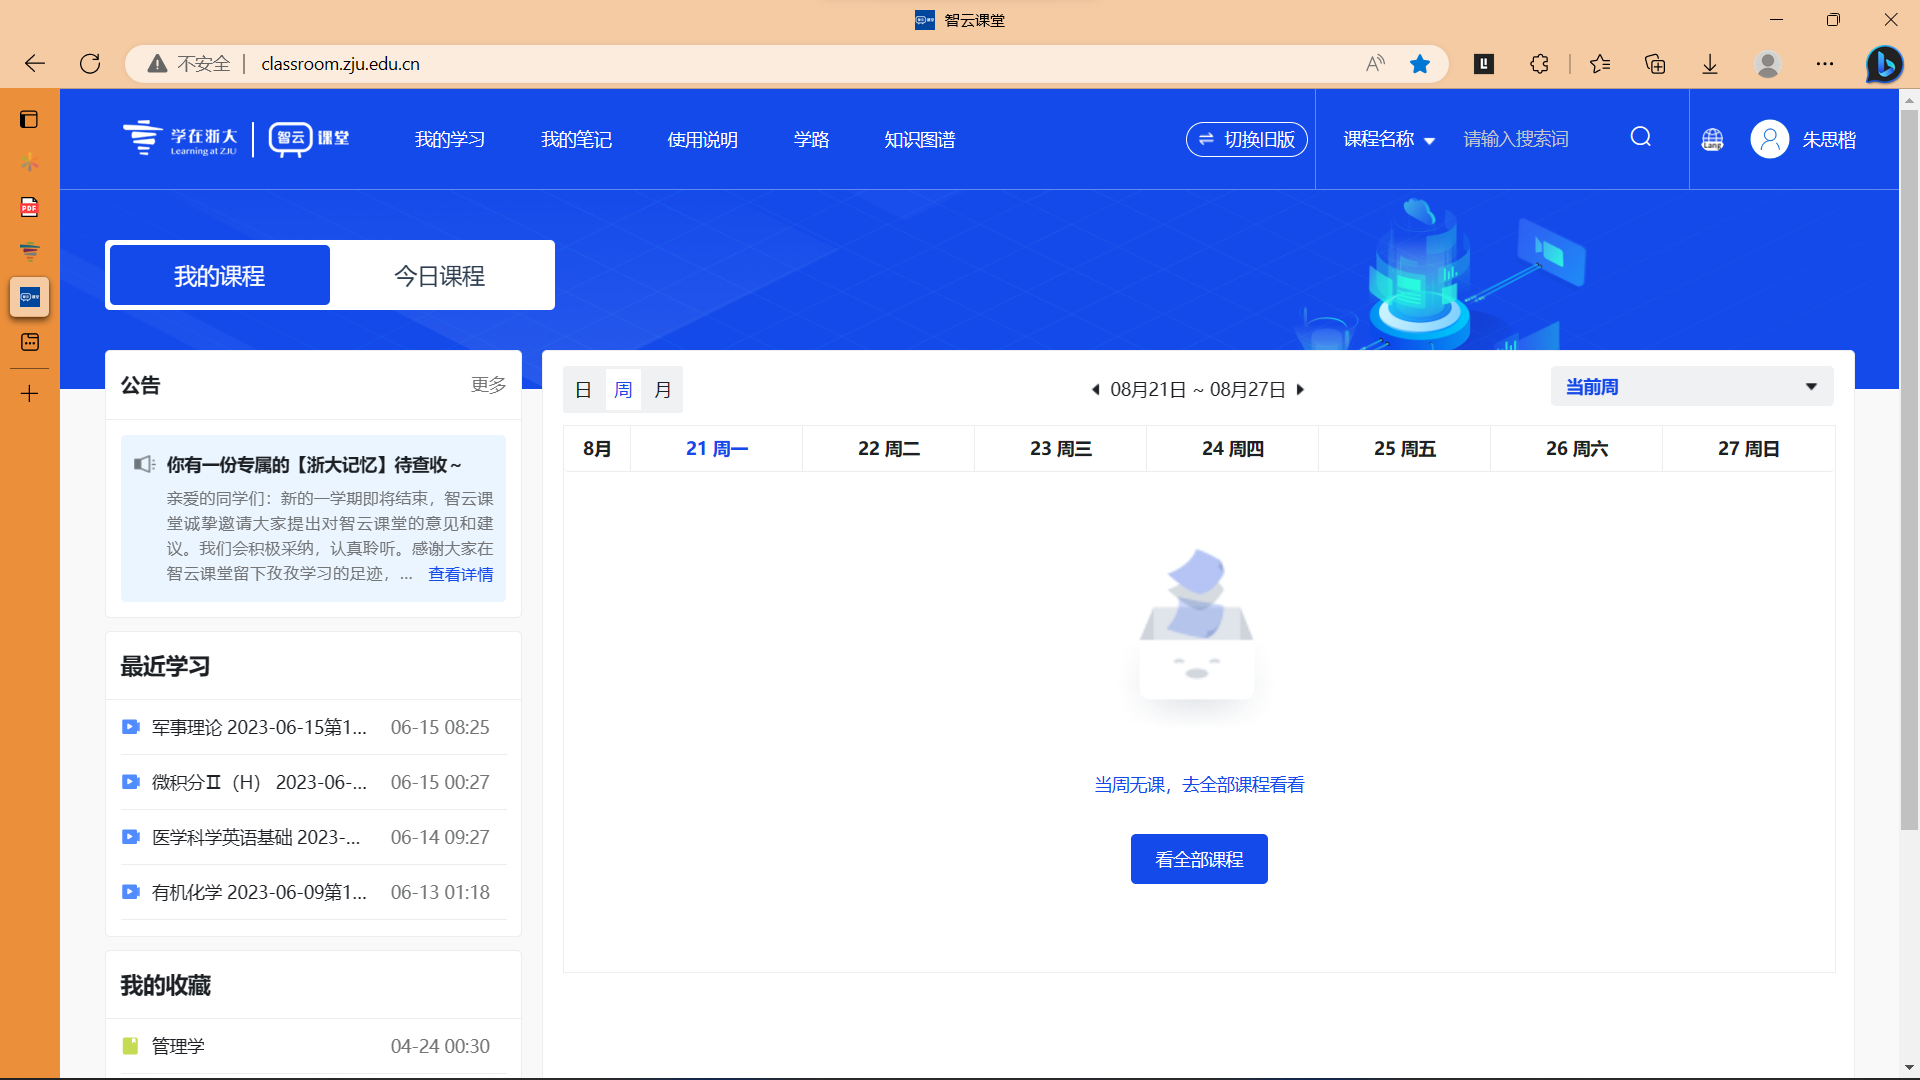 智云课堂
不安全
classroom.zju.edu.cn
学在浙大
Learning at ZJU
智云 课堂
我的学习
我的笔记
使用说明
学路
知识图谱
切换旧版
课程名称
请输入搜索词
Lang
朱思楷
PDF
我的课程
今日课程
公告
更多
你有一份专属的【浙大记忆】待查收～
亲爱的同学们：新的一学期即将结束，智云课
堂诚挚邀请大家提出对智云课堂的意见和建
议。我们会积极采纳，认真聆听。感谢大家在
智云课堂留下孜孜学习的足迹，... 查看详情
最近学习
军事理论 2023-06-15第1... 06-15 08:25
微积分Ⅱ（H） 2023-06-... 06-15 00:27
医学科学英语基础 2023-... 06-14 09:27
有机化学 2023-06-09第1... 06-13 01:18
我的收藏
管理学 04-24 00:30
日 周 月
08月21日 ~ 08月27日
当前周
8月 21 周一 22 周二 23 周三 24 周四 25 周五 26 周六 27 周日
当周无课，去全部课程看看
看全部课程